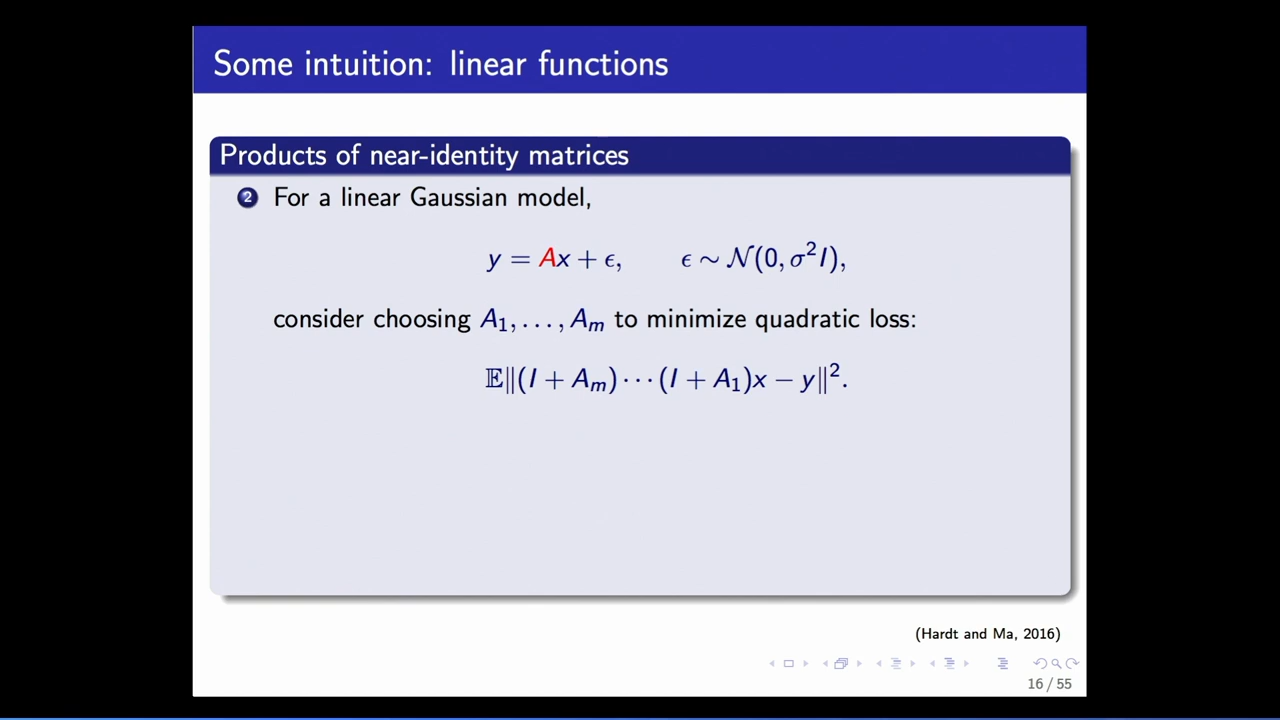 Some intuition: linear functions
Products of near-identity matrices
2 For a linear Gaussian model,
y = Ax + ϵ, ϵ ∼ 𝒩(0, σ²I),
consider choosing A₁, . . . , Aₘ to minimize quadratic loss:
𝔼‖(I + Aₘ) · · · (I + A₁)x − y‖².
(Hardt and Ma, 2016)
16 / 55